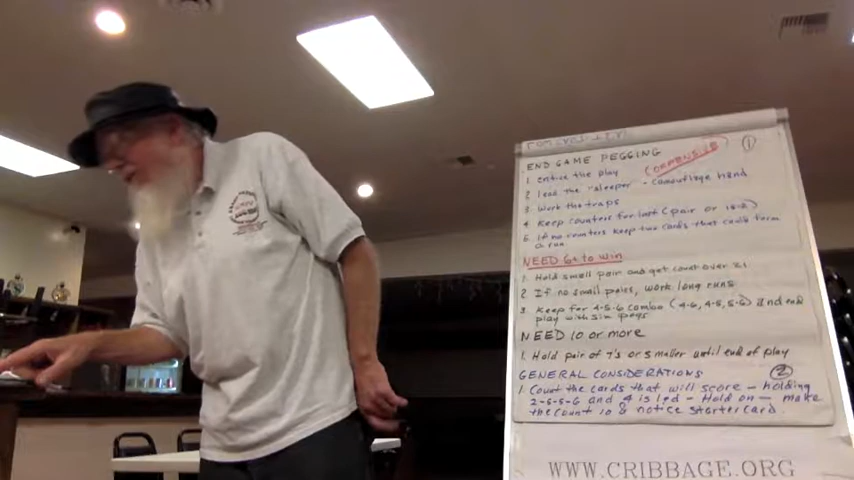 END GAME PEGGING OFFENSIVE 1
1 entice the play
2 Lead the "sleeper" - camouflage hand
3 Work the traps
4 Keep counters for last (pair or 15-2)
5 If no counters keep two cards that can form
a run
NEED 6+ to win
1 Hold small pair and get count over 21
2 If no small pairs, work long runs
3 Keep for 4-5-6 combo (4-6, 4-5, 5-6) 2nd end
play with six pegs
NEED 10 or MORE
1. HOLD PAIR of 7's or smaller until end of play
GENERAL CONSIDERATIONS 2
1 Count the cards that will score - holding
2-5-5-6 and 4 is led - Hold on - make
the count 10 & notice starter card
WWW.CRIBBAGE.ORG